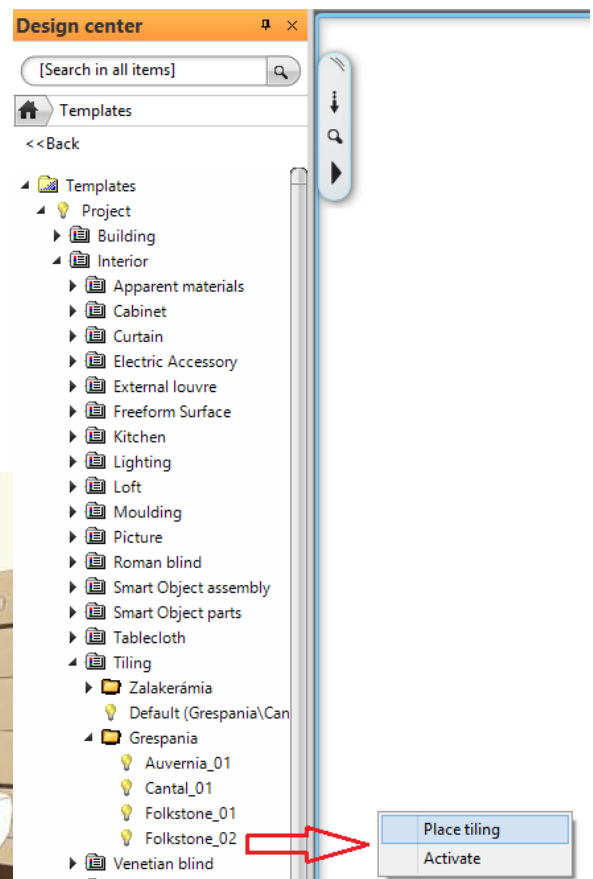 Design center
[Search in all items]
Templates
<<Back
Templates
Project
Building
Interior
Apparent materials
Cabinet
Curtain
Electric Accessory
External louvre
Freeform Surface
Kitchen
Lighting
Loft
Moulding
Picture
Roman blind
Smart Object assembly
Smart Object parts
Tablecloth
Tiling
Zalakerámia
Default (Grespania\Can
Grespania
Auvernia_01
Cantal_01
Folkstone_01
Folkstone_02
Venetian blind
Place tiling
Activate